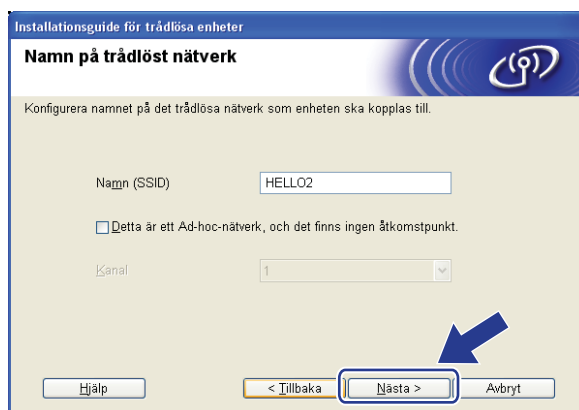 Installationsguide för trådlösa enheter
Namn på trådlöst nätverk
Konfigurera namnet på det trådlösa nätverk som enheten ska kopplas till.
Namn (SSID) HELLO2
Detta är ett Ad-hoc-nätverk, och det finns ingen åtkomstpunkt.
Kanal 1
Hjälp < Tillbaka Nästa > Avbryt